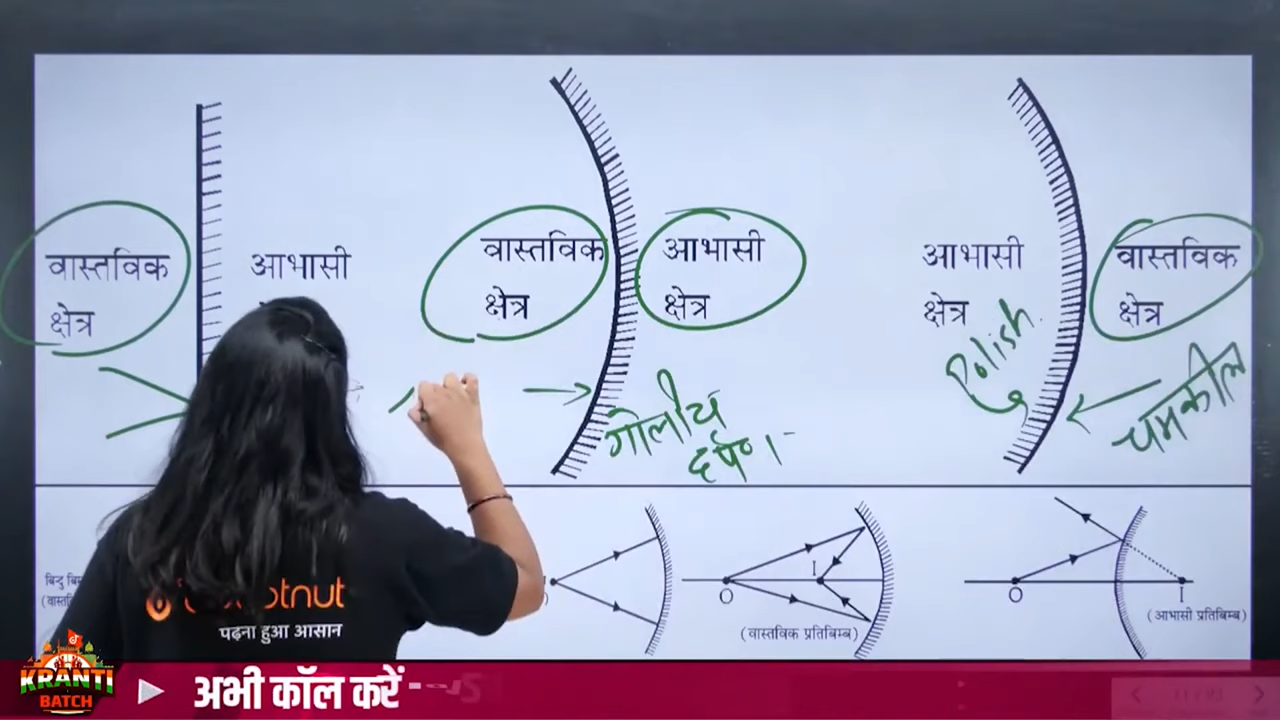 वास्तविक
क्षेत्र
आभासी
वास्तविक
क्षेत्र
आभासी
क्षेत्र
आभासी
क्षेत्र
वास्तविक
क्षेत्र
Polish.
चमकील
गोलीय
दर्पण
बिन्दु
O
I
(वास्तविक प्रतिबिम्ब)
O
I
(आभासी प्रतिबिम्ब)
पढ़ना हुआ आसान
KRANTI
BATCH
अभी कॉल करें